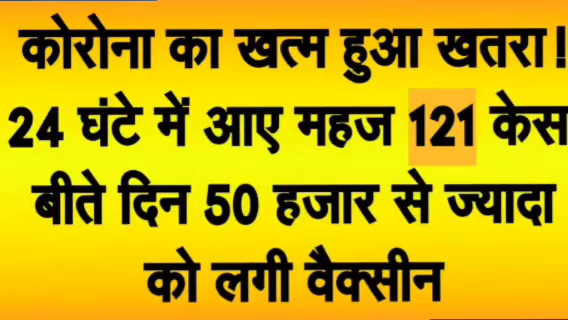 कोरोना का खत्म हुआ खतरा!
24 घंटे में आए महज 121 केस
बीते दिन 50 हजार से ज्यादा
को लगी वैक्सीन